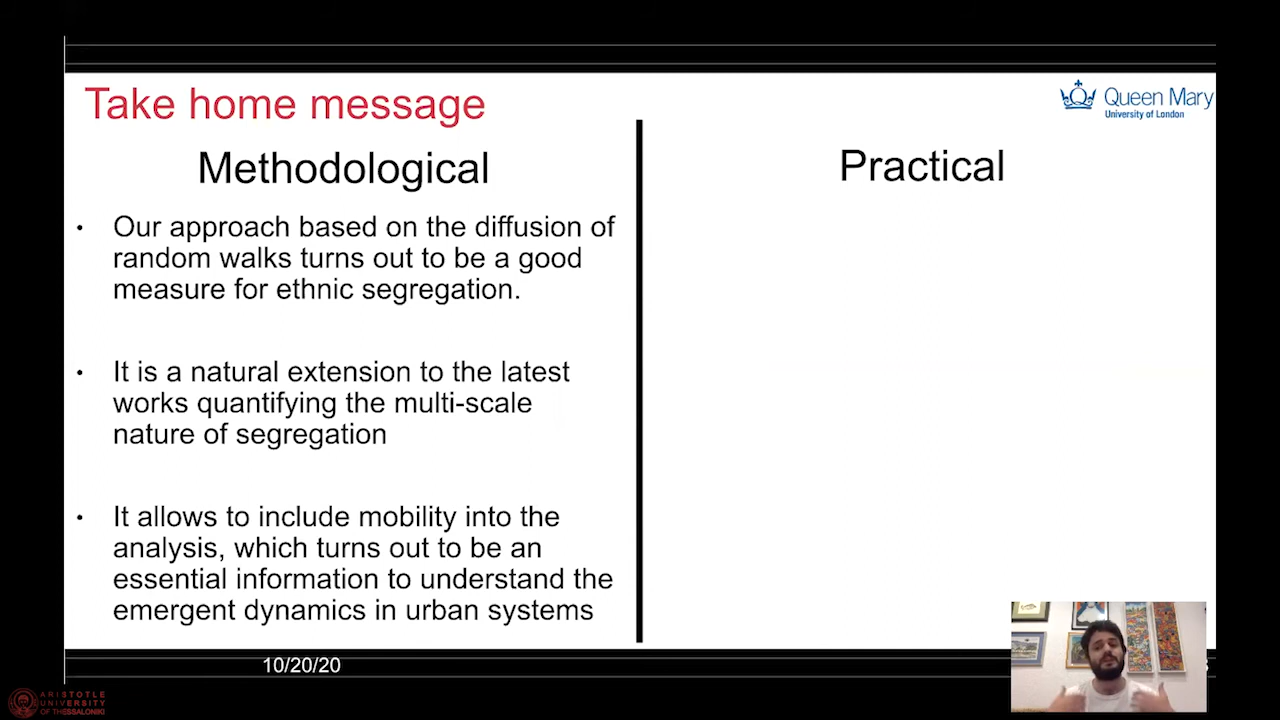 Take home message
Queen Mary
University of London
Methodological
Our approach based on the diffusion of
random walks turns out to be a good
measure for ethnic segregation.
It is a natural extension to the latest
works quantifying the multi-scale
nature of segregation
It allows to include mobility into the
analysis, which turns out to be an
essential information to understand the
emergent dynamics in urban systems
Practical
10/20/20
ARISTOTLE
UNIVERSITY
OF THESSALONIKI